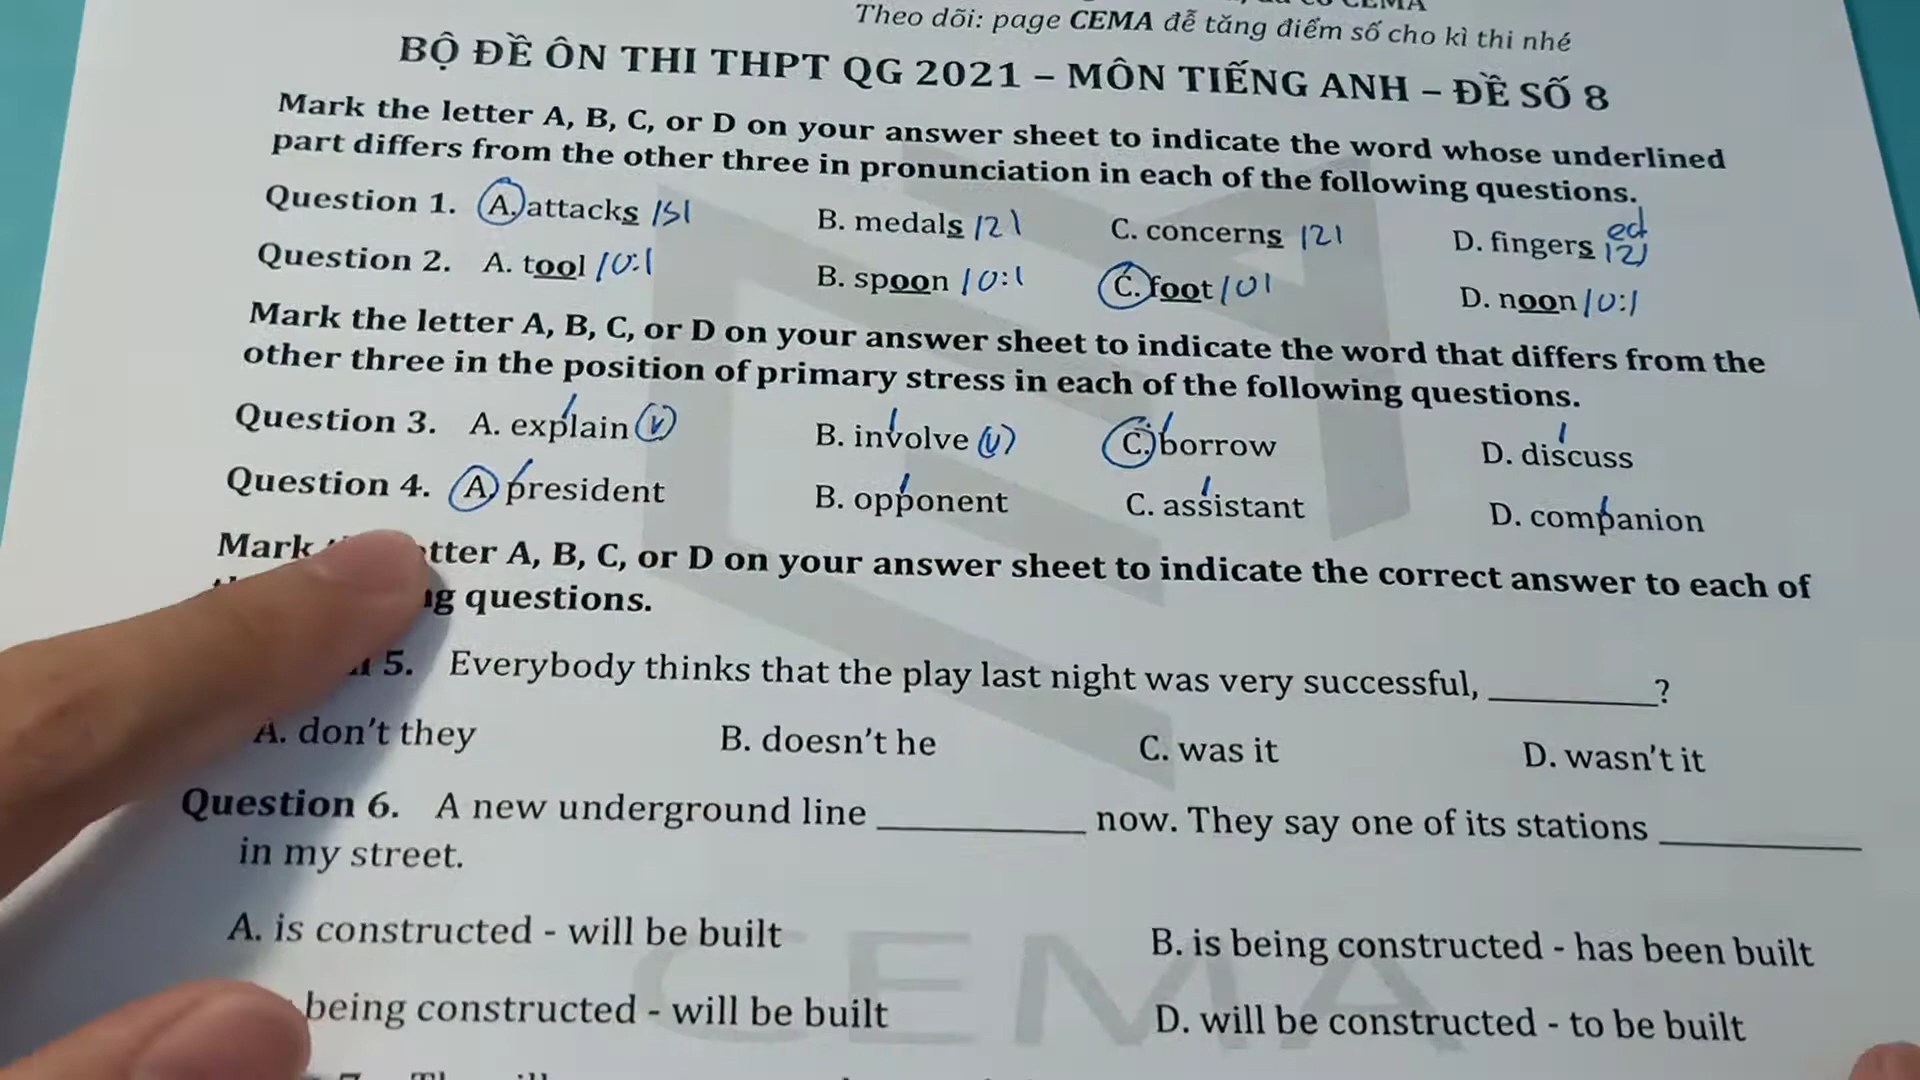 CEMA
Theo dõi: page CEMA để tăng điểm số cho kì thi nhé
BỘ ĐỀ ÔN THI THPT QG 2021 – MÔN TIẾNG ANH – ĐỀ SỐ 8
Mark the letter A, B, C, or D on your answer sheet to indicate the word whose underlined
part differs from the other three in pronunciation in each of the following questions.
Question 1. A. attacks /s/ B. medals /z/ C. concerns /z/ D. fingers ed /z/
Question 2. A. tool /ʊ:/ B. spoon /ʊ:/ C. foot /ʊ/ D. noon /ʊ:/
Mark the letter A, B, C, or D on your answer sheet to indicate the word that differs from the
other three in the position of primary stress in each of the following questions.
Question 3. A. explain (v) B. involve (v) C. borrow D. discuss
Question 4. A. president B. opponent C. assistant D. companion
Mark tter A, B, C, or D on your answer sheet to indicate the correct answer to each of
g questions.
5. Everybody thinks that the play last night was very successful, __________?
A. don't they B. doesn't he C. was it D. wasn't it
Question 6. A new underground line __________ now. They say one of its stations __________
in my street.
A. is constructed - will be built B. is being constructed - has been built
being constructed - will be built D. will be constructed - to be built
CEMA